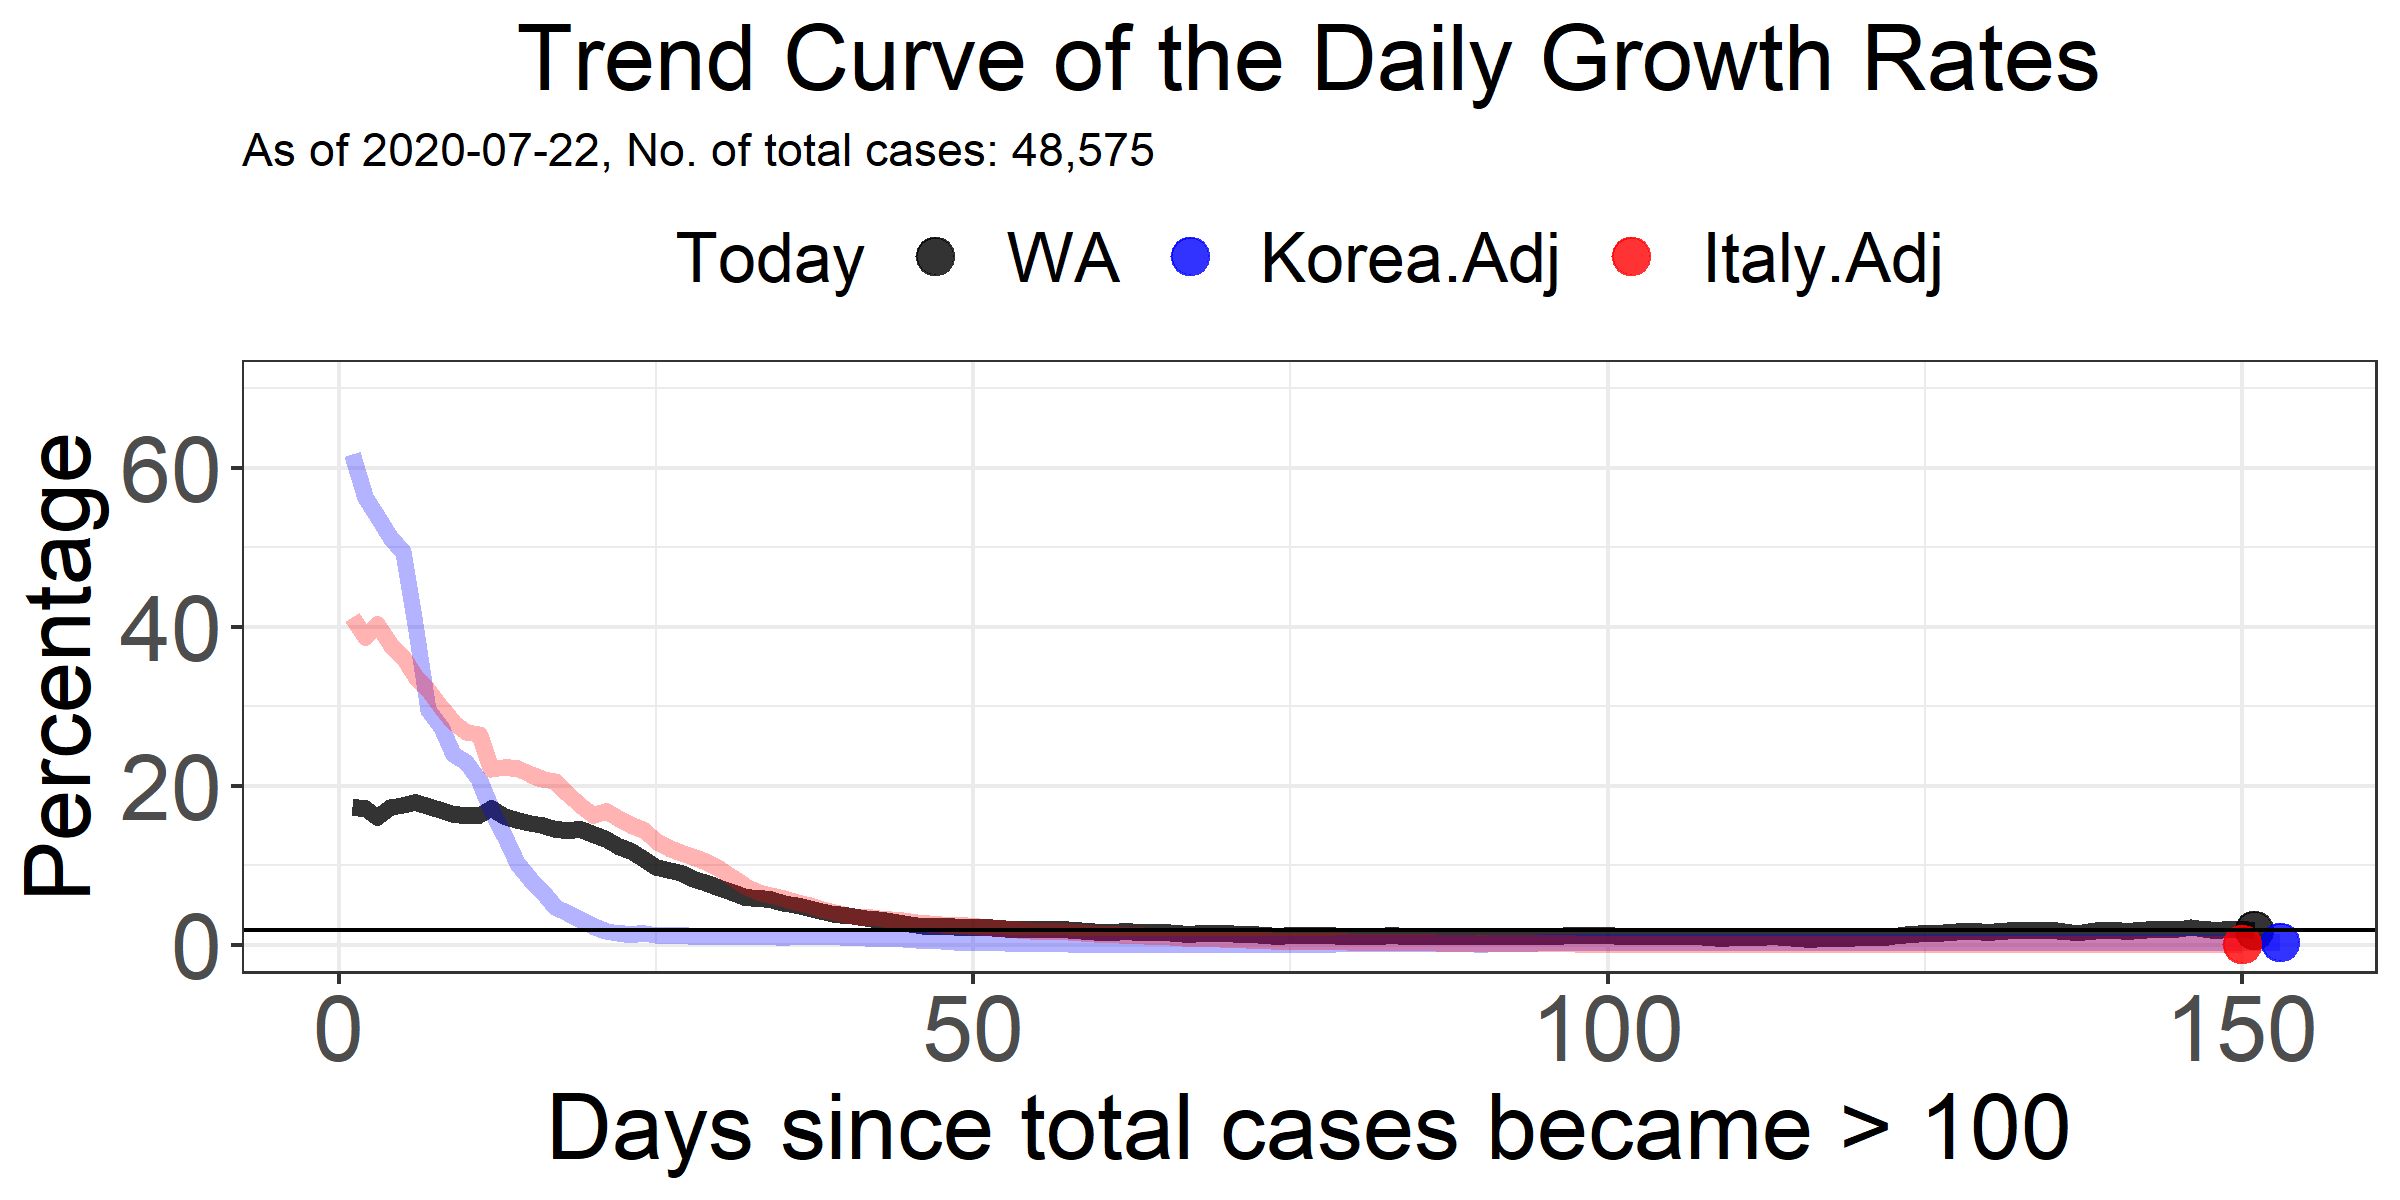 Trend Curve of the Daily Growth Rates
As of 2020-07-22, No. of total cases: 48,575
Today WA Korea.Adj Italy.Adj
Percentage
60
40
20
0
0 50 100 150
Days since total cases became > 100